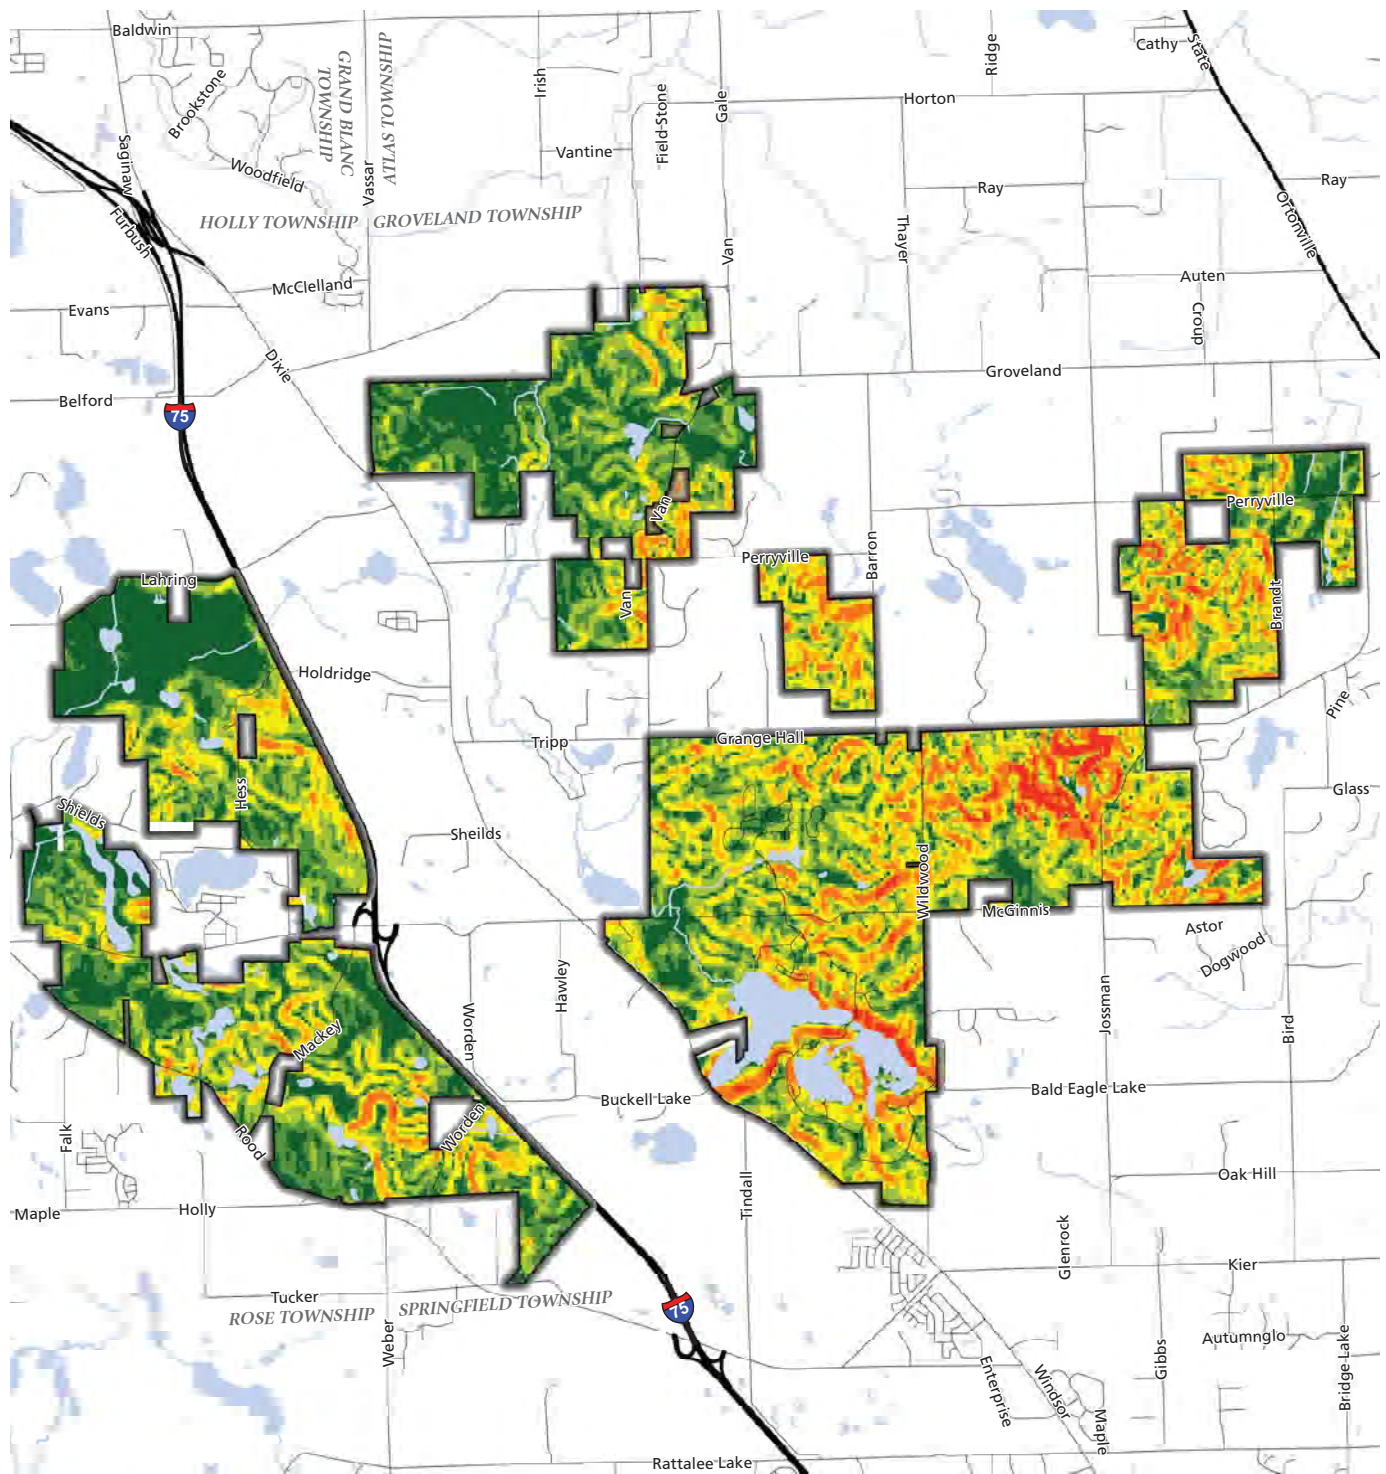 Baldwin
Brookstone
GRAND BLANC
TOWNSHIP
ATLAS TOWNSHIP
Irish
Field-Stone
Gale
Ridge
Cathy
State
Horton
Saginaw
Vantine
Woodfield
Vassar
Ray
Ray
Furbush
HOLLY TOWNSHIP
GROVELAND TOWNSHIP
Van
Thayer
Ortonville
McClelland
Auten
Evans
Croud
Dixie
Groveland
Belford
75
Van
Perryville
Perryville
Barron
Lahring
Van
Brandt
Holdridge
Pine
Tripp
Grange Hall
Hess
Glass
Shields
Sheilds
Wildwood
McGinnis
Astor
Dogwood
Hawley
Worden
Jossman
Bird
Mackey
Buckell Lake
Bald Eagle Lake
Falk
Rood
Worden
Tindall
Oak Hill
Maple
Holly
Glenrock
Kier
Tucker
ROSE TOWNSHIP
SPRINGFIELD TOWNSHIP
75
Weber
Autumnglo
Gibbs
Bridge-Lake
Enterprise
Windsor
Maple
Rattalee Lake